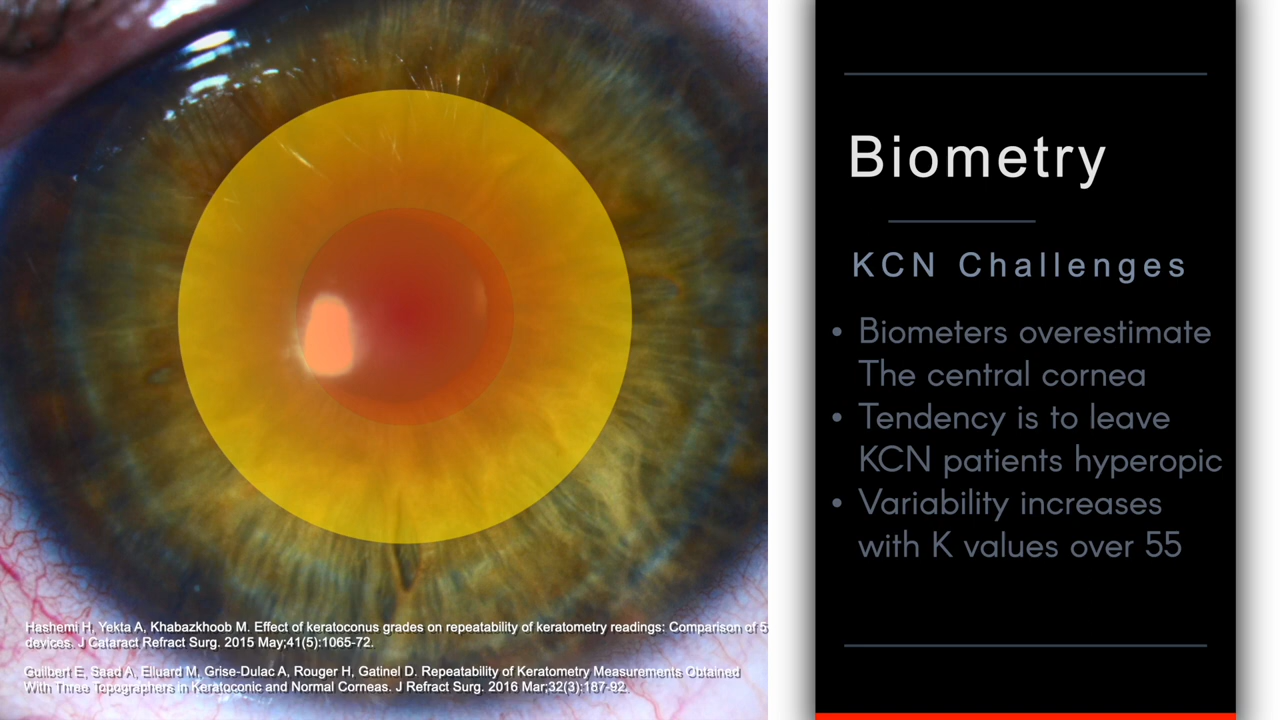 Biometry
KCN Challenges
• Biometers overestimate
The central cornea
• Tendency is to leave
KCN patients hyperopic
• Variability increases
with K values over 55
Hashemi H, Yekta A, Khabazkhoob M. Effect of keratoconus grades on repeatability of keratometry readings: Comparison of 5
devices. J Cataract Refract Surg. 2015 May;41(5):1065-72.
Guilbert E, Saad A, Elluard M, Grise-Dulac A, Rouger H, Gatinel D. Repeatability of Keratometry Measurements Obtained
With Three Topographers in Keratoconic and Normal Corneas. J Refract Surg. 2016 Mar;32(3):187-92.